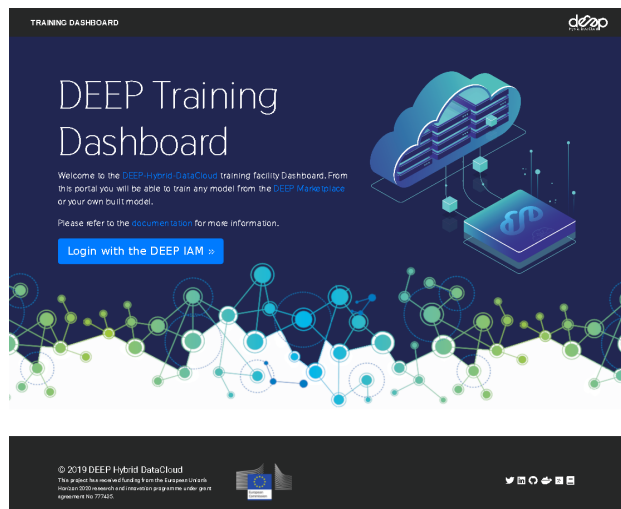 TRAINING DASHBOARD
deep
DEEP Training
Dashboard
Welcome to the DEEP-Hybrid-DataCloud training facility Dashboard. From
this portal you will be able to train any model from the DEEP Marketplace
or your own built model.
Please refer to the documentation for more information.
Login with the DEEP IAM »
© 2019 DEEP Hybrid DataCloud
This project has received funding from the European Union's
Horizon 2020 research and innovation programme under grant
agreement No 777435.
European
Commission